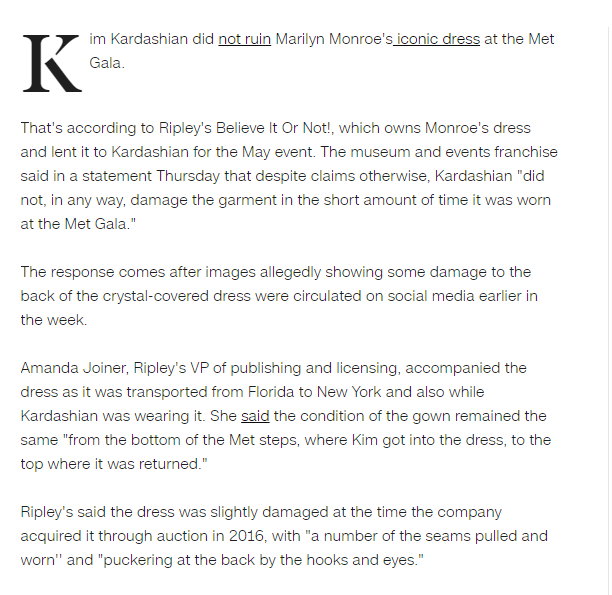 Kim Kardashian did not ruin Marilyn Monroe's iconic dress at the Met
Gala.
That's according to Ripley's Believe It Or Not!, which owns Monroe's dress
and lent it to Kardashian for the May event. The museum and events franchise
said in a statement Thursday that despite claims otherwise, Kardashian "did
not, in any way, damage the garment in the short amount of time it was worn
at the Met Gala."
The response comes after images allegedly showing some damage to the
back of the crystal-covered dress were circulated on social media earlier in
the week.
Amanda Joiner, Ripley's VP of publishing and licensing, accompanied the
dress as it was transported from Florida to New York and also while
Kardashian was wearing it. She said the condition of the gown remained the
same "from the bottom of the Met steps, where Kim got into the dress, to the
top where it was returned."
Ripley's said the dress was slightly damaged at the time the company
acquired it through auction in 2016, with "a number of the seams pulled and
worn'' and "puckering at the back by the hooks and eyes."